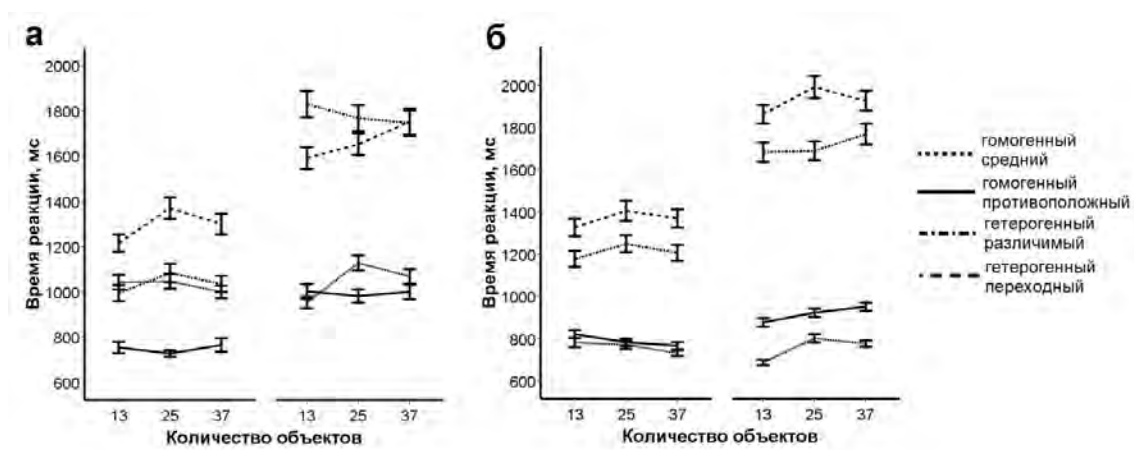 а
Время реакции, мс
2000
1800
1600
1400
1200
1000
800
600
13 25 37 13 25 37
Количество объектов
б
Время реакции, мс
2000
1800
1600
1400
1200
1000
800
600
13 25 37 13 25 37
Количество объектов
гомогенный
средний
гомогенный
противоположный
гетерогенный
различимый
гетерогенный
переходный